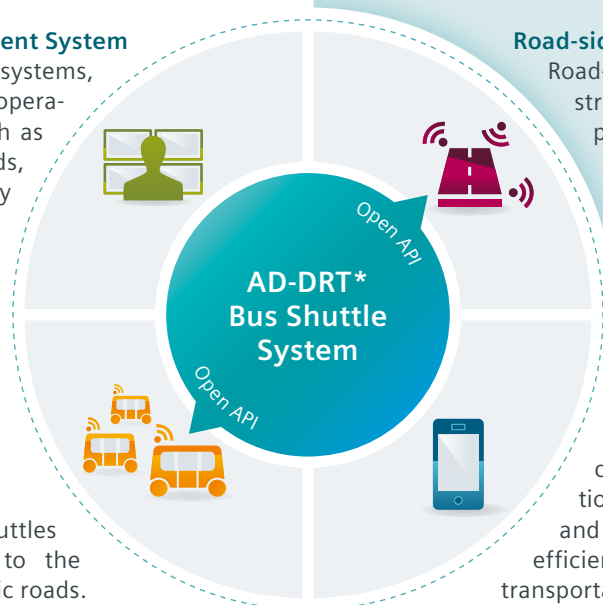 ent System
systems,
opera-
h as
ds,
y
Road-sid
Road-
str
p
Open API
AD-DRT*
Bus Shuttle
System
Open API
uttles
to the
ic roads.
tio
and
efficien
transporta